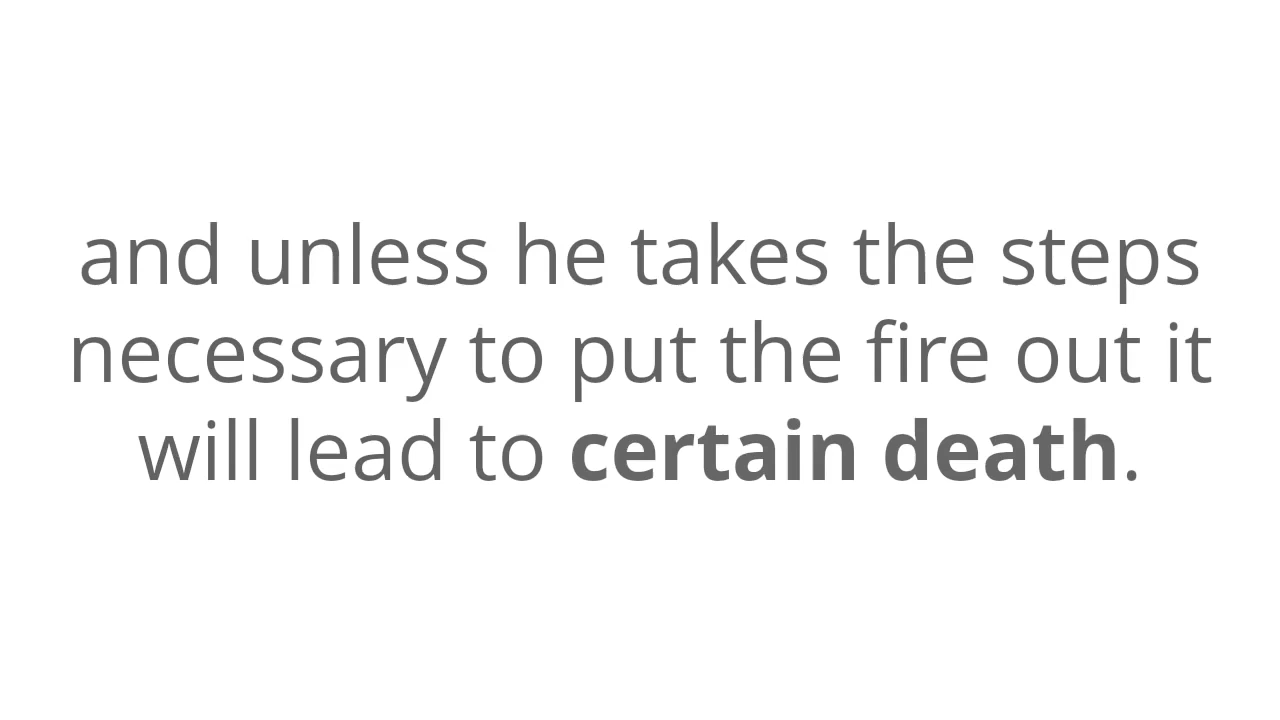 and unless he takes the steps
necessary to put the fire out it
will lead to certain death.